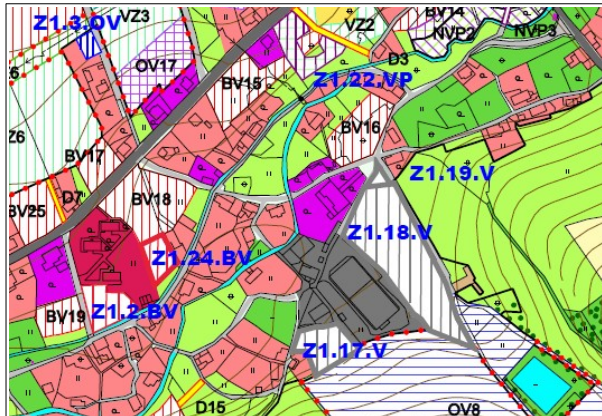 Z1.3.OV
VZ3
VZ2
BV14
NVP2
NVP3
D3
OV17
BV15
Z1.22.VP
Z6
BV16
BV17
Z1.19.V
D7
BV18
BV25
Z1.18.V
Z1.24.BV
Z1.2.BV
BV19
Z1.17.V
D15
OV8